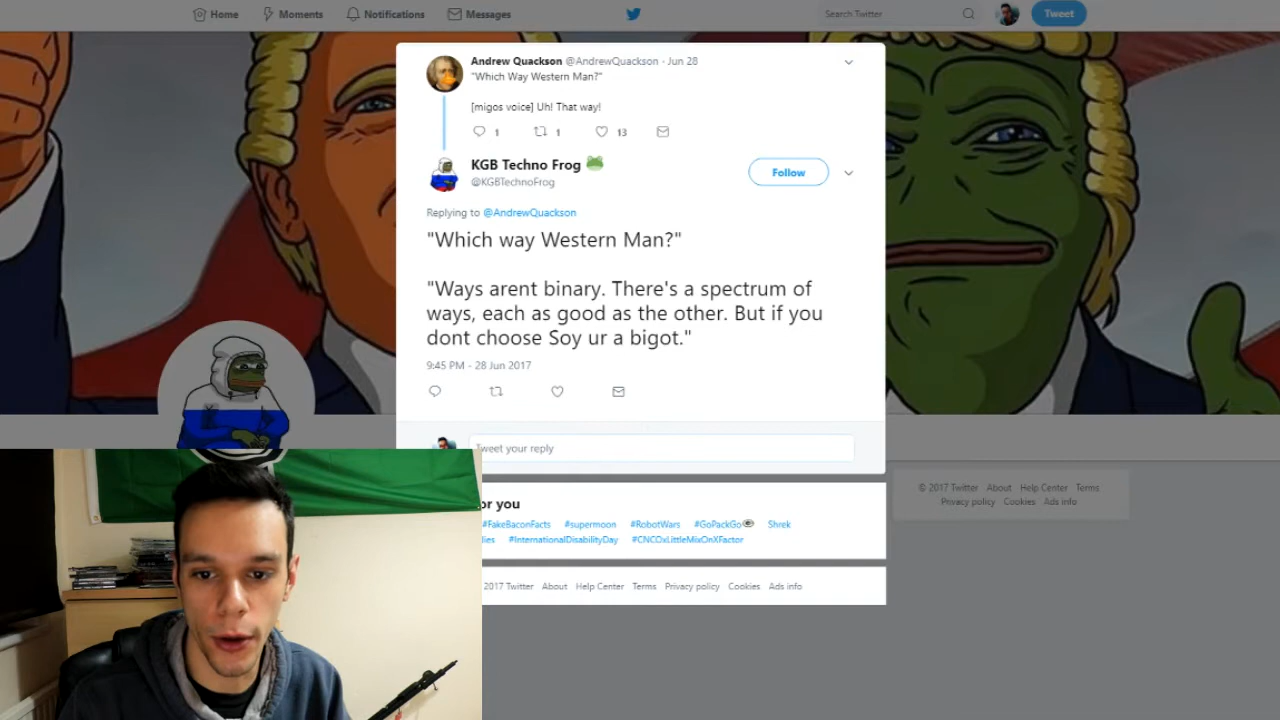 Home Moments Notifications Messages Search Twitter Tweet
Andrew Quackson @AndrewQuackson · Jun 28
"Which Way Western Man?"
[migos voice] Uh! That way!
1 1 13
KGB Techno Frog
@KGBTechnoFrog
Follow
Replying to @AndrewQuackson
"Which way Western Man?"
"Ways arent binary. There's a spectrum of
ways, each as good as the other. But if you
dont choose Soy ur a bigot."
9:45 PM - 28 Jun 2017
Tweet your reply
or you
#FakeBaconFacts #supermoon #RobotWars #GoPackGo Shrek
lies #InternationalDisabilityDay #CNCOxLittleMixOnXFactor
2017 Twitter About Help Center Terms Privacy policy Cookies Ads info
© 2017 Twitter About Help Center Terms
Privacy policy Cookies Ads info